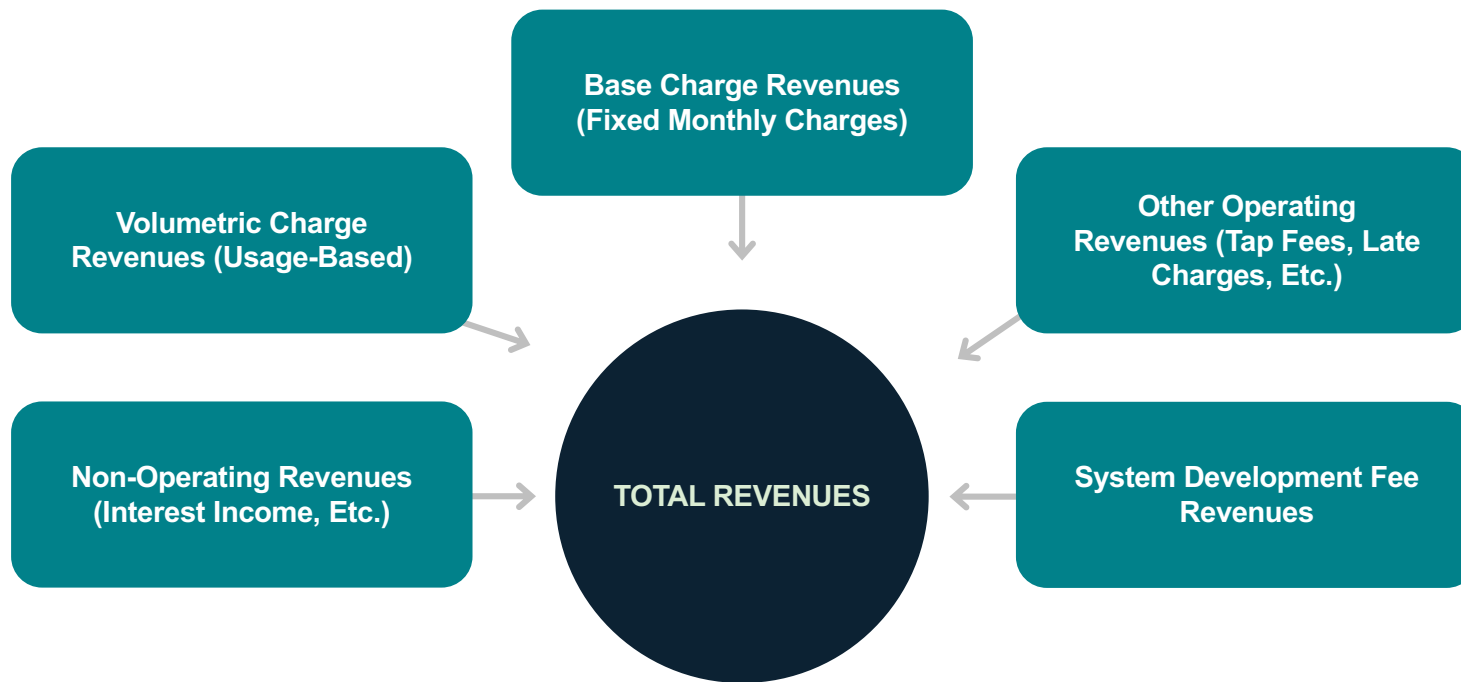 Base Charge Revenues
(Fixed Monthly Charges)
Volumetric Charge
Revenues (Usage-Based)
Other Operating
Revenues (Tap Fees, Late
Charges, Etc.)
Non-Operating Revenues
(Interest Income, Etc.)
TOTAL REVENUES
System Development Fee
Revenues